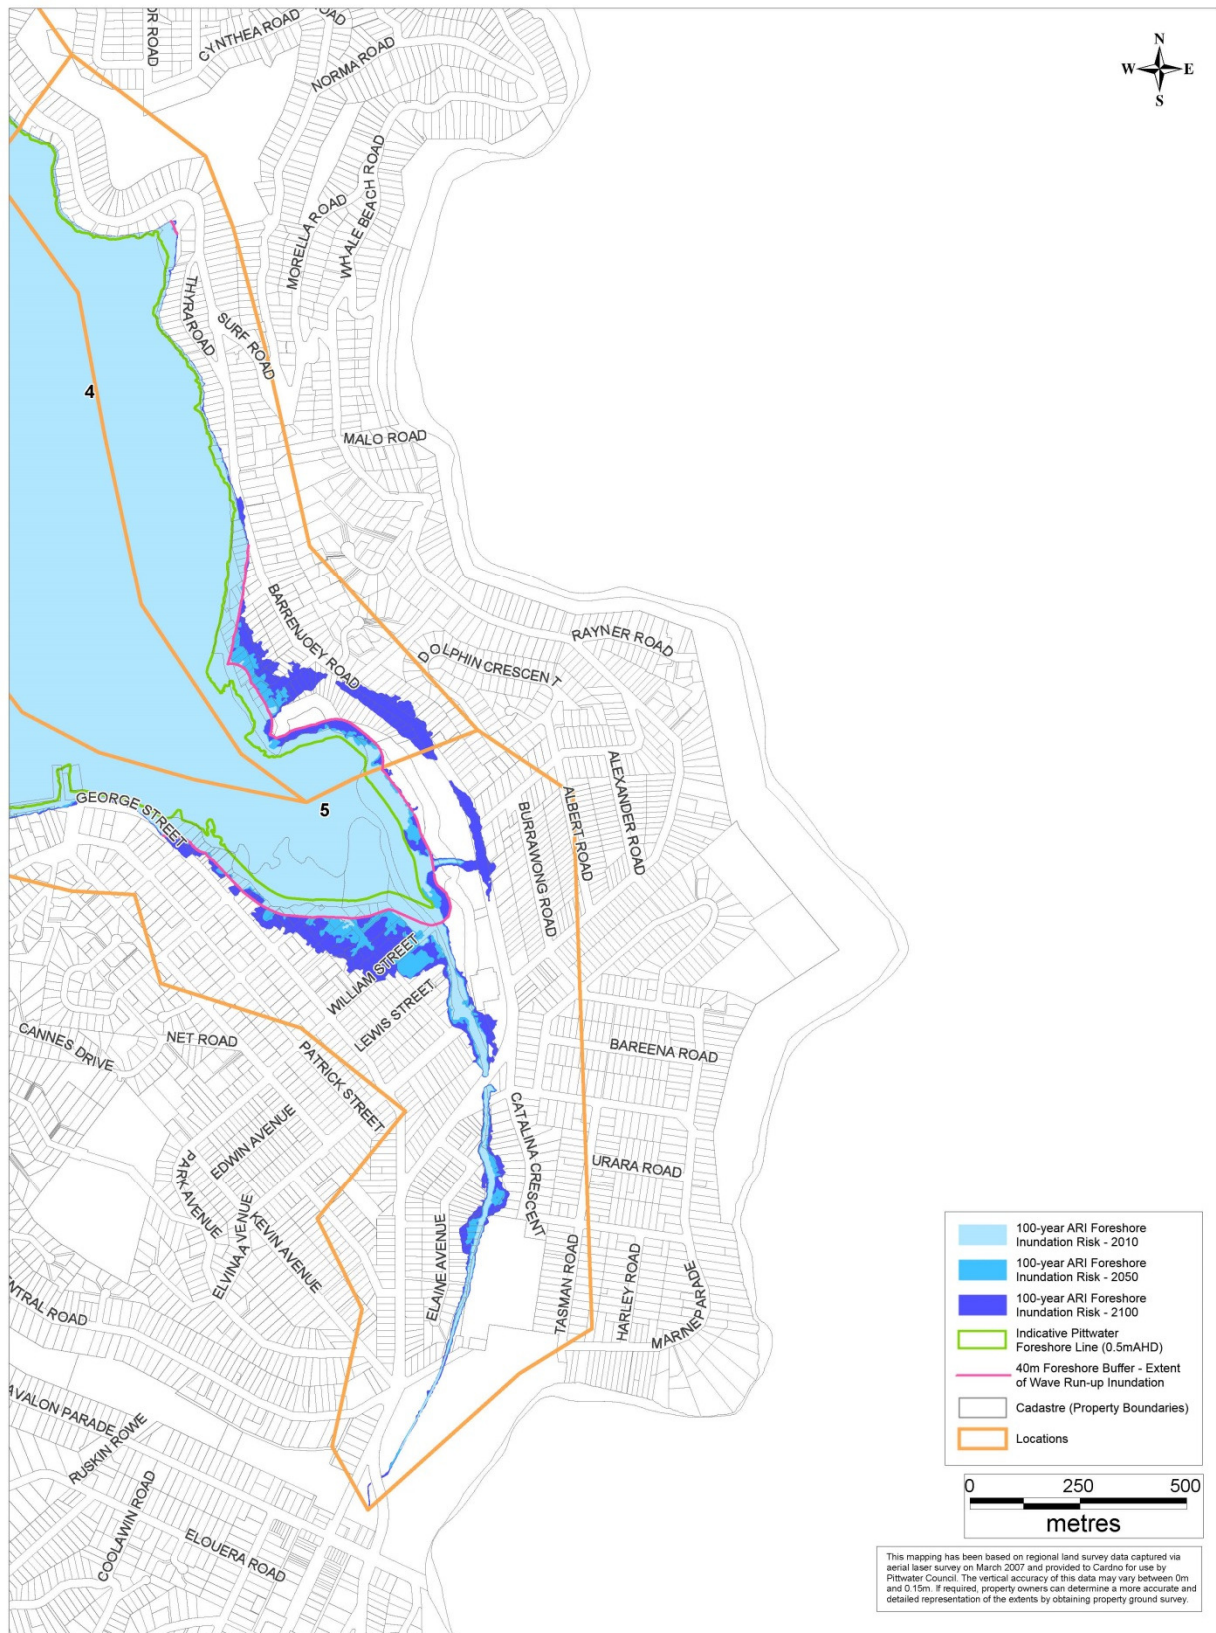 OR ROAD
CYNTHEA ROAD
OAD
NORMA ROAD
N
W E
S
WHALE BEACH ROAD
MORELLA ROAD
THYRA ROAD
SURF ROAD
4
MALO ROAD
BARRENJOEY ROAD
RAYNER ROAD
DOLPHIN CRESCENT
ALEXANDER ROAD
ALBERT ROAD
BURRAWONG ROAD
GEORGE STREET
5
WILLIAM STREET
LEWIS STREET
NET ROAD
CANNES DRIVE
PATRICK STREET
BAREENA ROAD
CATALINA CRESCENT
EDWIN AVENUE
PARK AVENUE
URARA ROAD
ELVINA AVENUE
KEVIN AVENUE
ELAINE AVENUE
TASMAN ROAD
HARLEY ROAD
MARINE PARADE
ENTRAL ROAD
AVALON PARADE
RUSKIN ROWE
COOLAWIN ROAD
ELOUERA ROAD
100-year ARI Foreshore
Inundation Risk - 2010
100-year ARI Foreshore
Inundation Risk - 2050
100-year ARI Foreshore
Inundation Risk - 2100
Indicative Pittwater
Foreshore Line (0.5mAHD)
40m Foreshore Buffer - Extent
of Wave Run-up Inundation
Cadastre (Property Boundaries)
Locations
0 250 500
metres
This mapping has been based on regional land survey data captured via
aerial laser survey on March 2007 and provided to Cardno for use by
Pittwater Council. The vertical accuracy of this data may vary between 0m
and 0.15m. If required, property owners can determine a more accurate and
detailed representation of the extents by obtaining property ground survey.